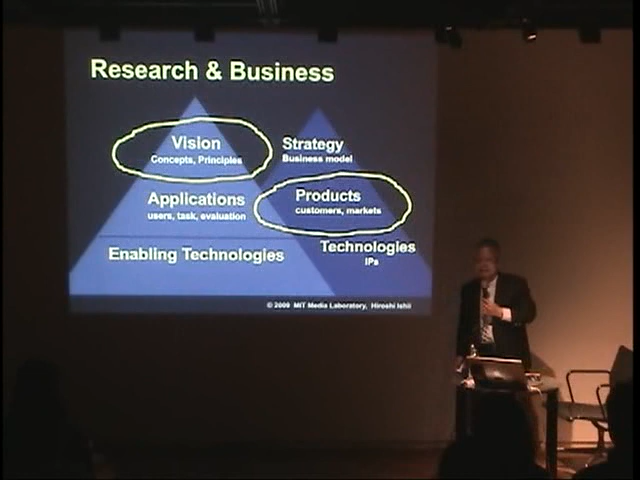 Research & Business
Vision
Concepts, Principles
Strategy
Business model
Applications
users, task, evaluation
Products
customers, markets
Enabling Technologies
Technologies
IPs
© 2009 MIT Media Laboratory, Hiroshi Ishii